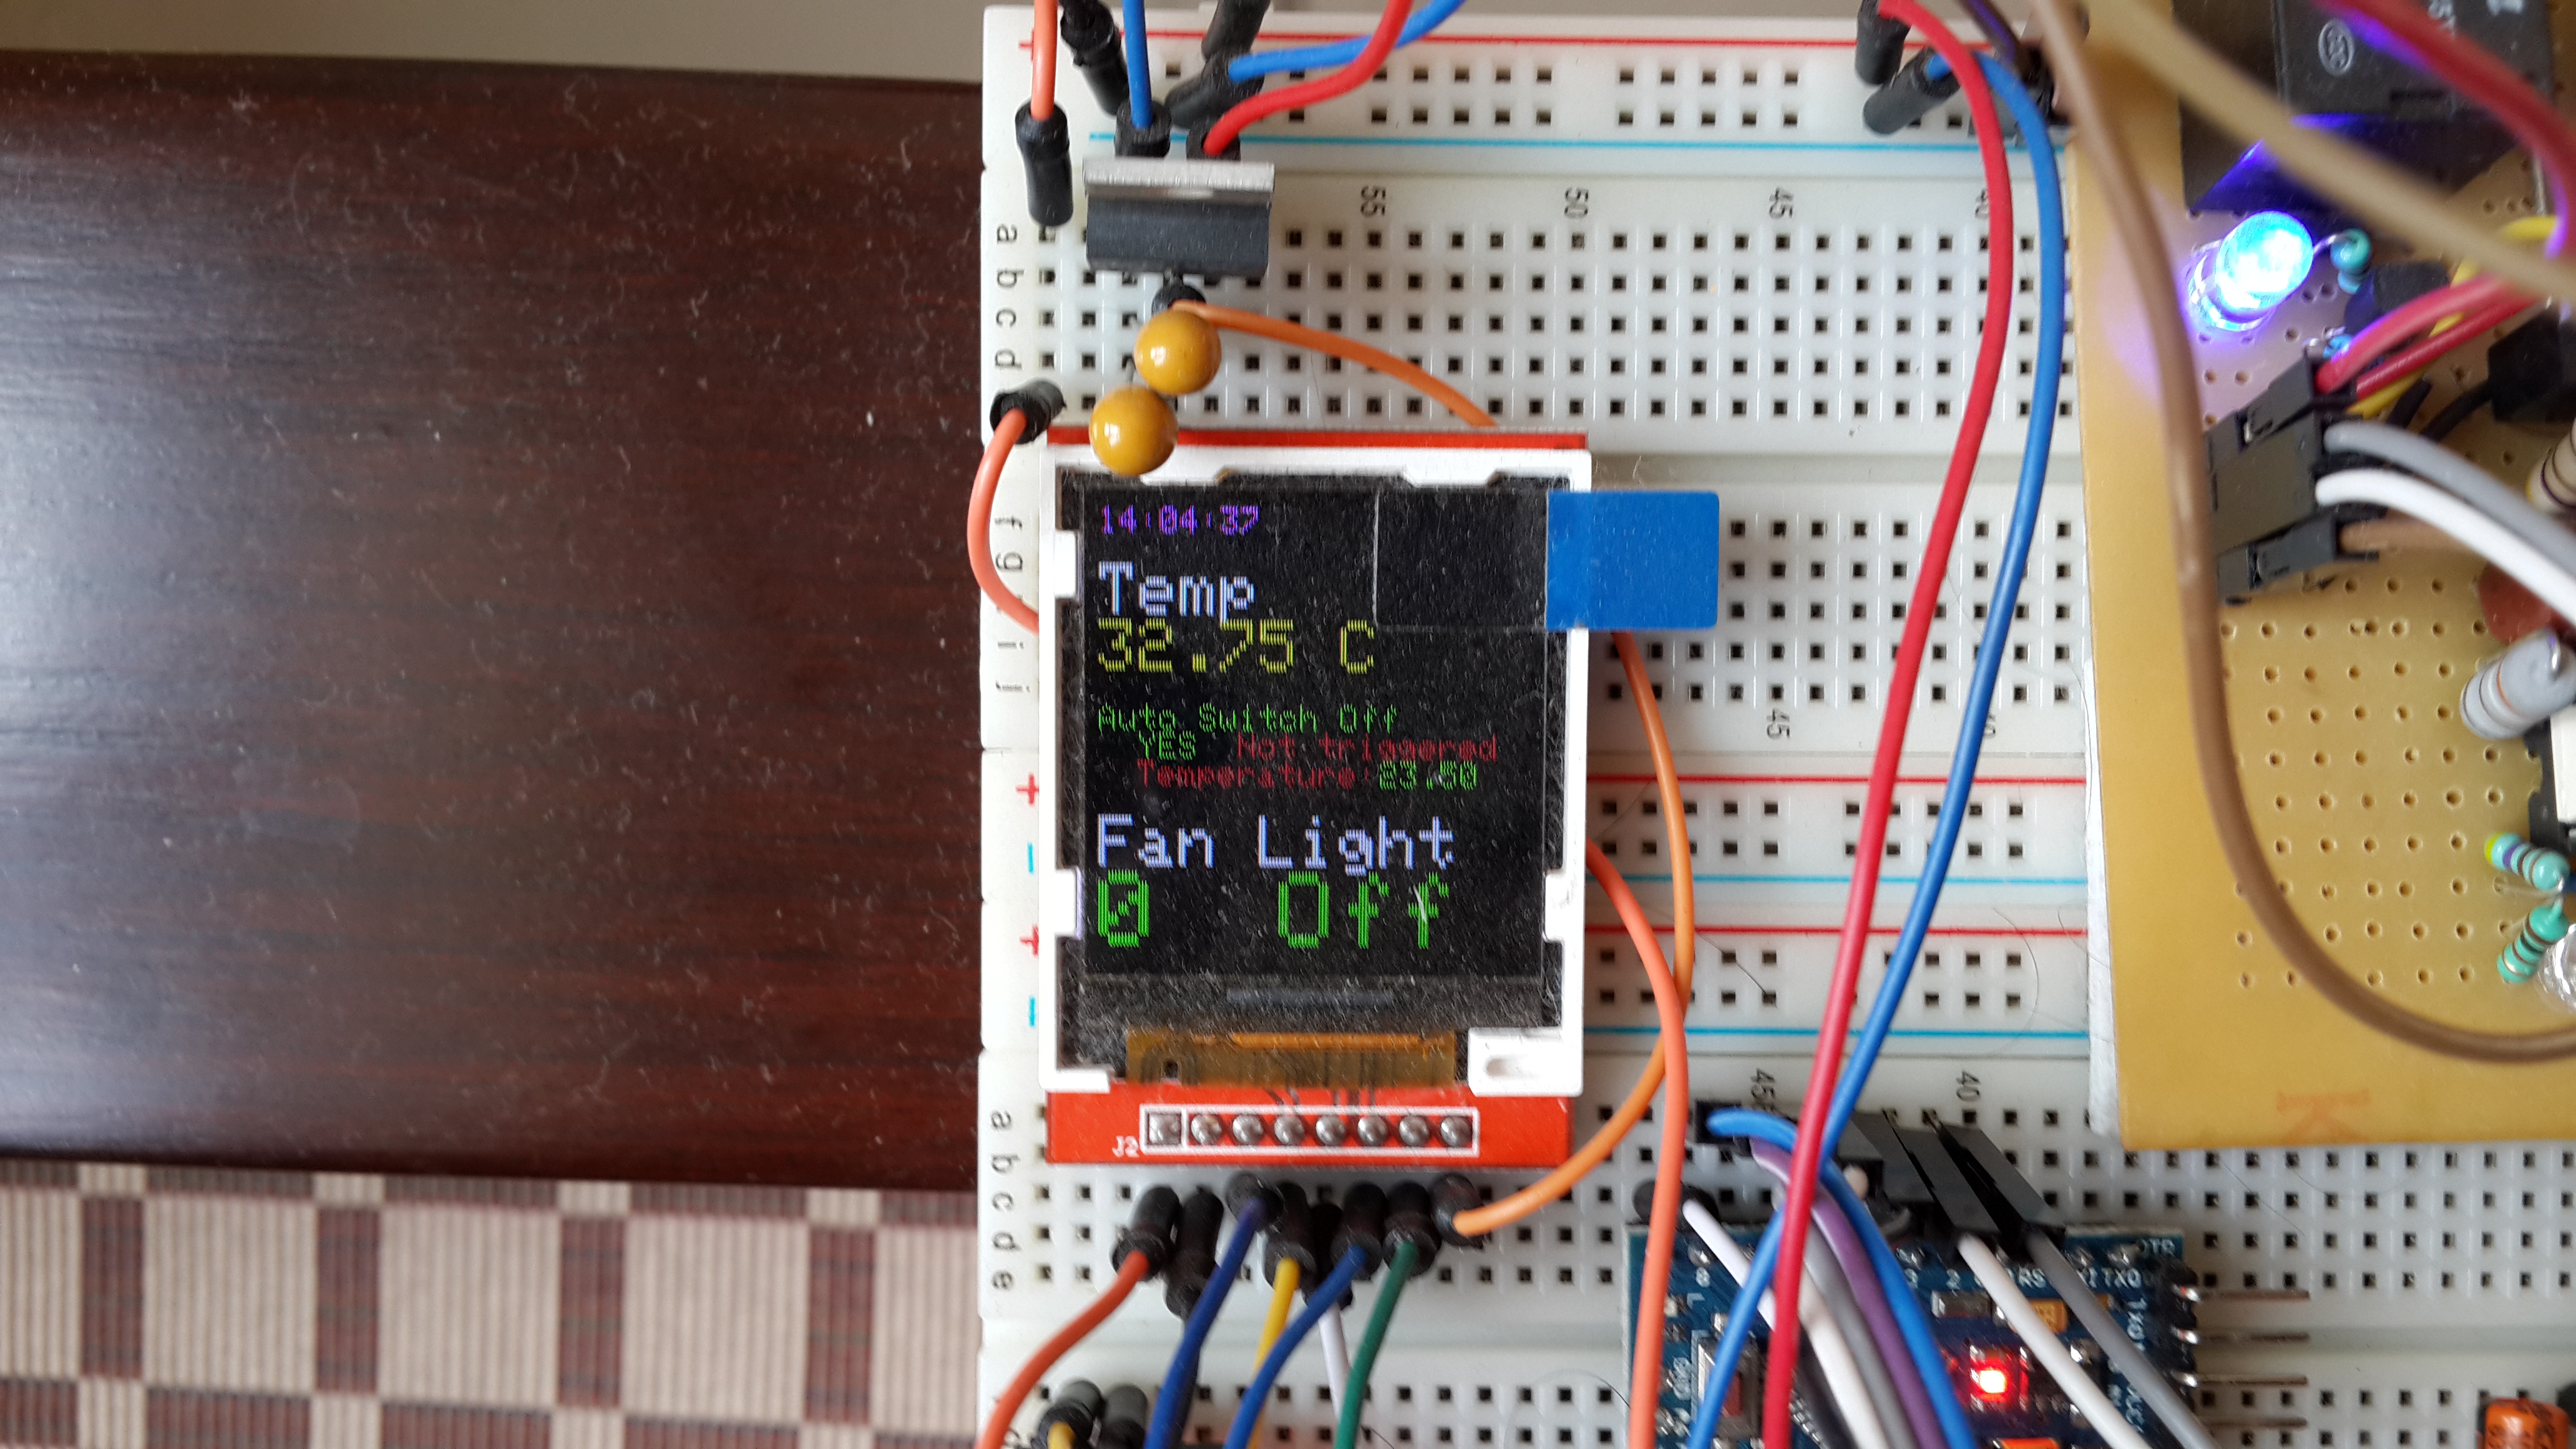 55 50 45 40
a
b
c
d
f
g
i
j
14:04:37
Temp
32.75 C
Auto Switch Off
YES Not triggered
Temperature:23.50
Fan Light
0 Off
45
45 40
J2
a
b
c
d
e